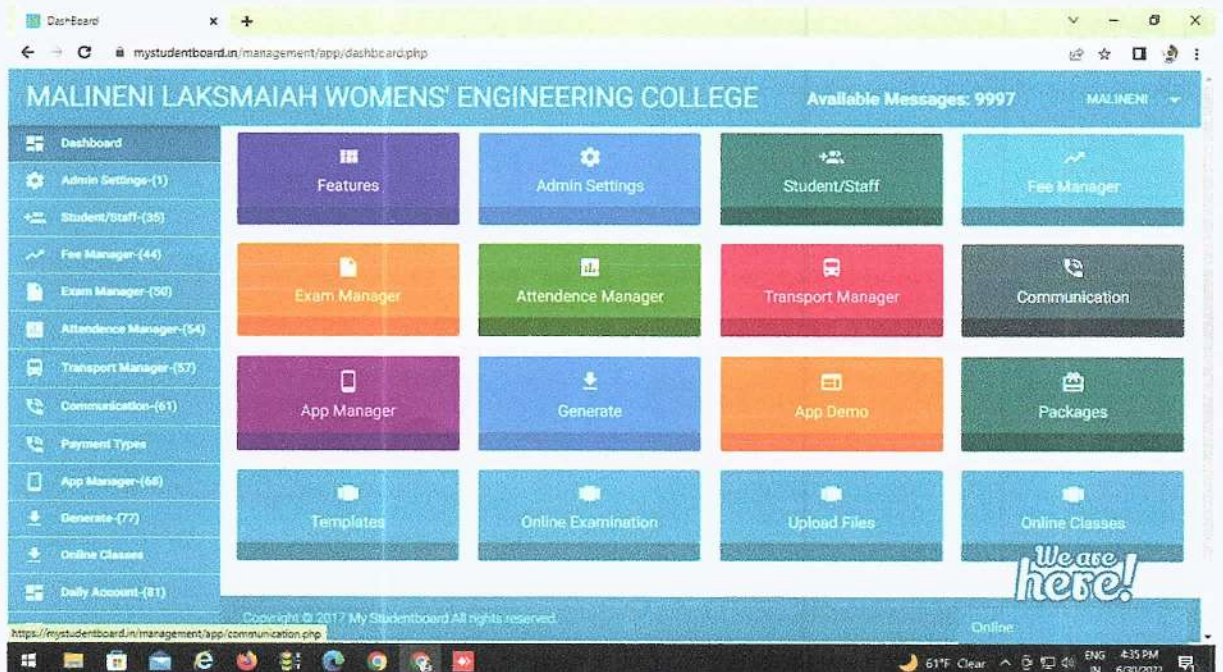 DashBoard
mystudentboard.in/management/app/dashboard.php
MALINENI LAKSMAIAH WOMENS' ENGINEERING COLLEGE
Available Messages: 9997
MALINENI
Dashboard
Admin Settings-(1)
Student/Staff-(35)
Fee Manager-(44)
Exam Manager-(50)
Attendence Manager-(54)
Transport Manager-(57)
Communication-(61)
Payment Types
App Manager-(68)
Generate-(77)
Online Classes
Daily Account-(81)
Features
Admin Settings
Student/Staff
Fee Manager
Exam Manager
Attendence Manager
Transport Manager
Communication
App Manager
Generate
App Demo
Packages
Templates
Online Examination
Upload Files
Online Classes
We are
here!
Copyright © 2017 My Studentboard All rights reserved.
Online
https://mystudentboard.in/management/app/communication.php
61°F Clear
ENG
IN
4:35 PM